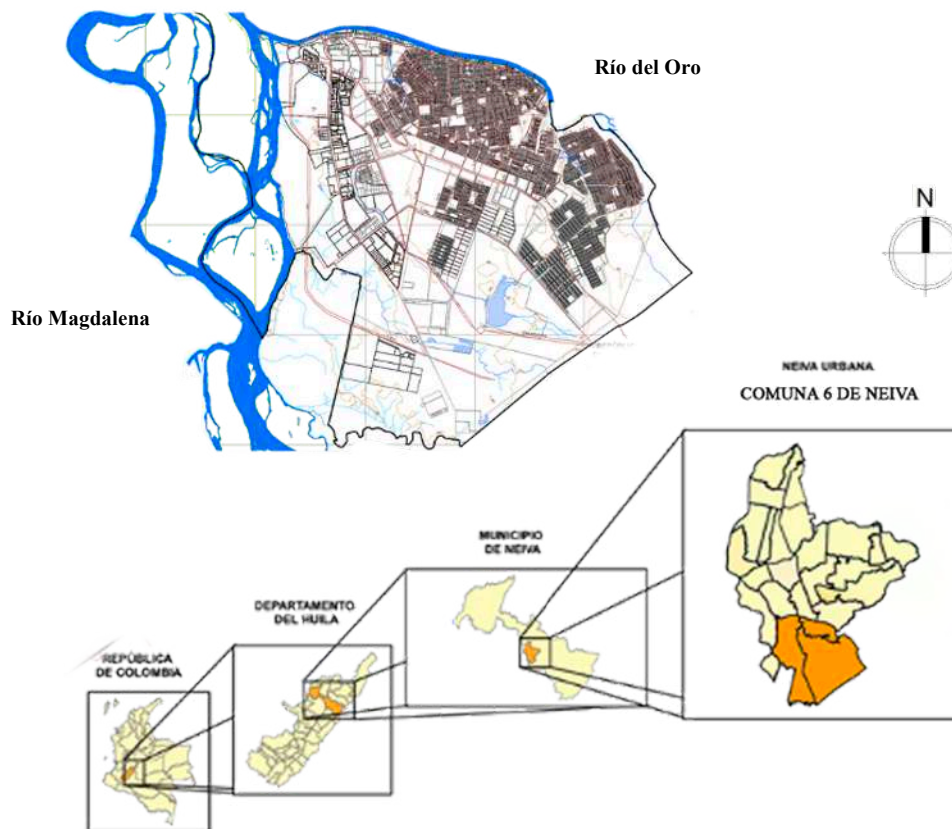 Río del Oro
N
Río Magdalena
NEIVA URBANA
COMUNA 6 DE NEIVA
MUNICIPIO
DE NEIVA
DEPARTAMENTO
DEL HUILA
REPÚBLICA
DE COLOMBIA